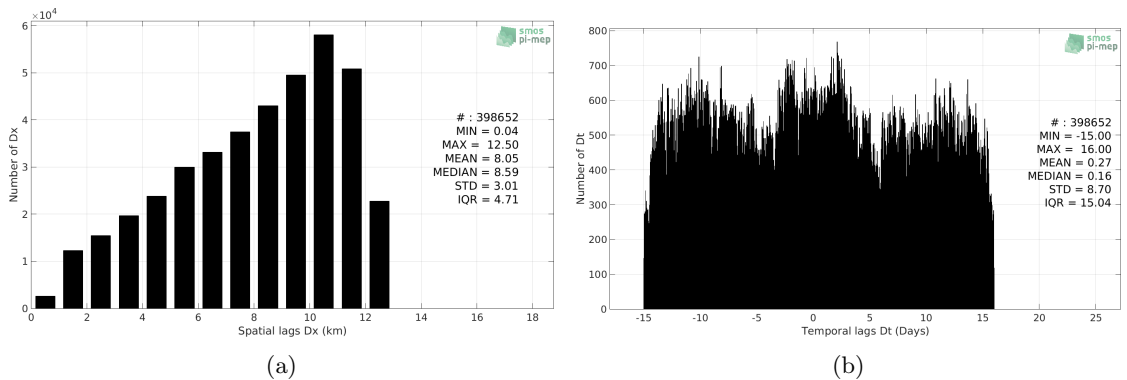 ×10⁴
6
5
4
3
2
1
0
Number of Dx
smos
pi-mep
# : 398652
MIN = 0.04
MAX = 12.50
MEAN = 8.05
MEDIAN = 8.59
STD = 3.01
IQR = 4.71
0 2 4 6 8 10 12 14 16 18
Spatial lags Dx (km)
(a)
800
700
600
500
400
300
200
100
0
Number of Dt
smos
pi-mep
# : 398652
MIN = -15.00
MAX = 16.00
MEAN = 0.27
MEDIAN = 0.16
STD = 8.70
IQR = 15.04
-15 -10 -5 0 5 10 15 20 25
Temporal lags Dt (Days)
(b)